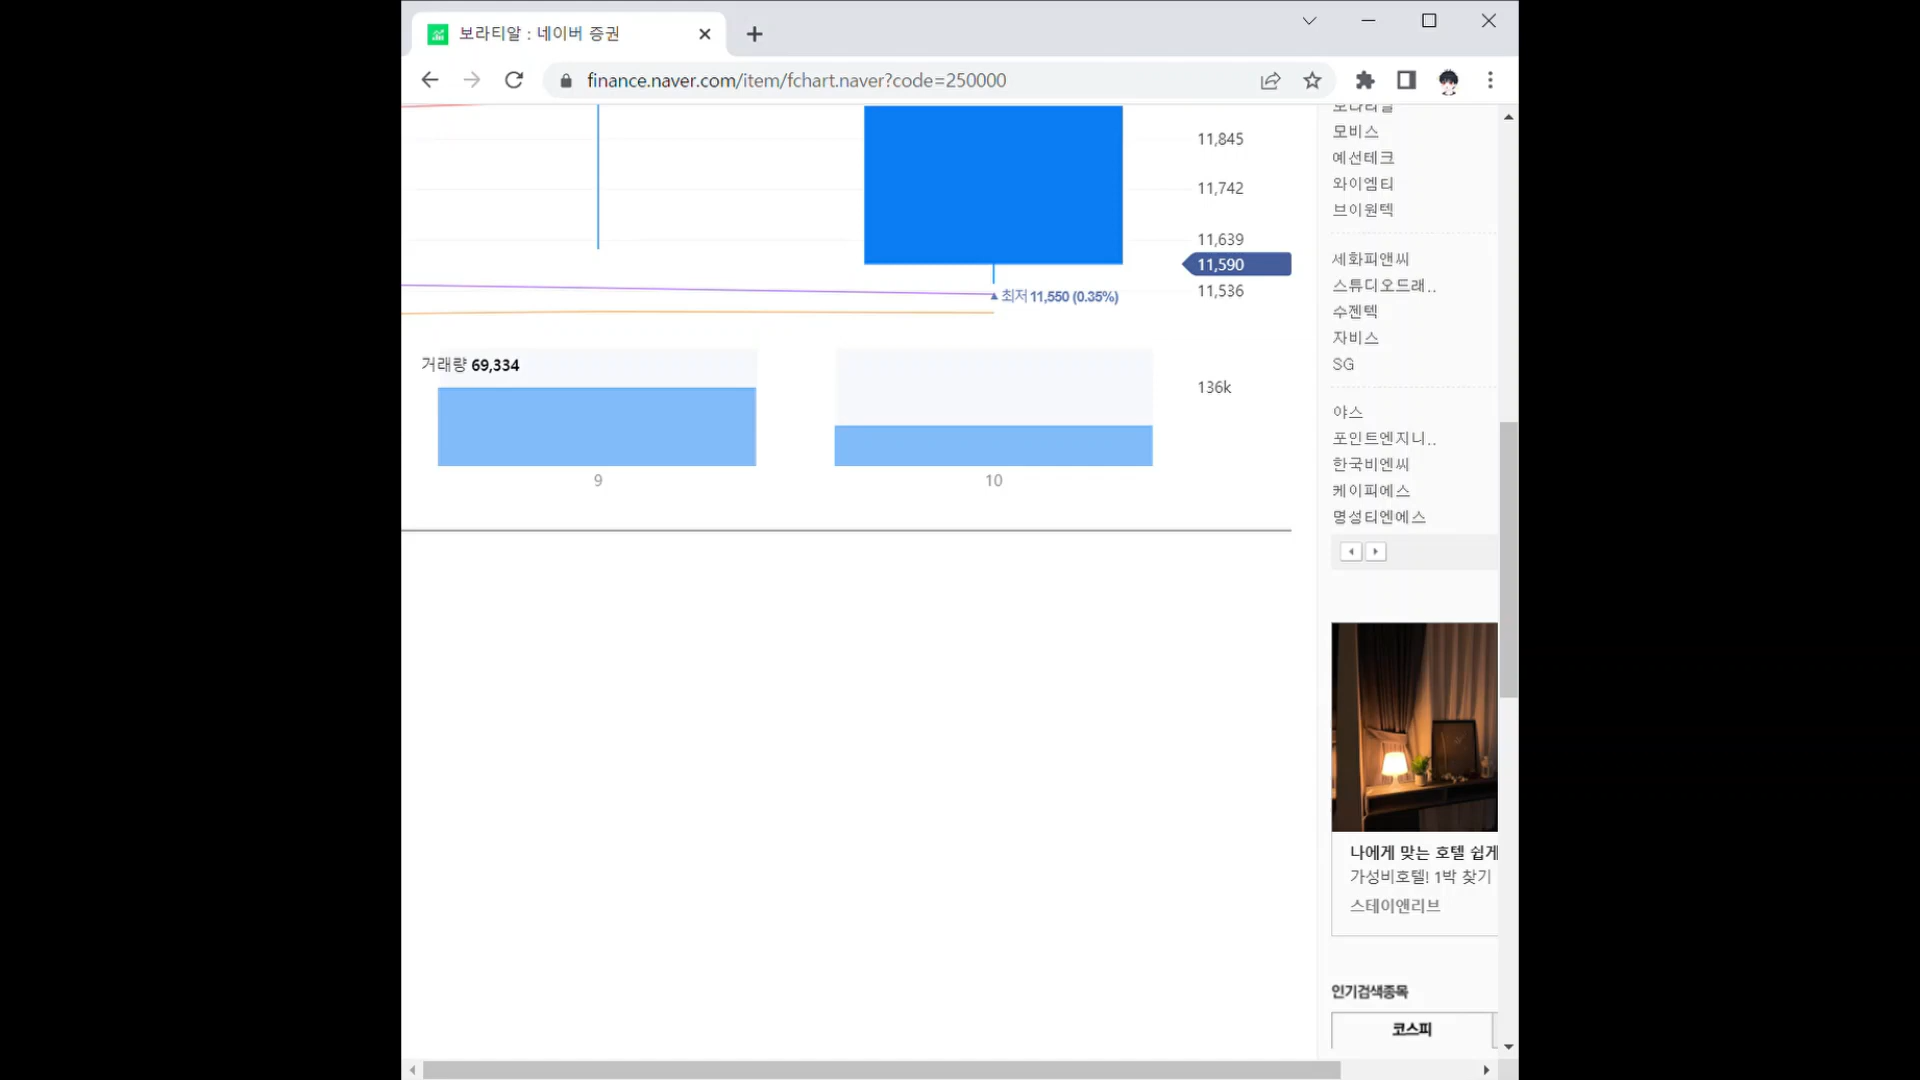 보라티알 : 네이버 증권
finance.naver.com/item/fchart.naver?code=250000
11,845
11,742
11,639
11,590
11,536
▲ 최저 11,550 (0.35%)
거래량 69,334
136k
9
10
보라티알
모비스
예선테크
와이엠티
브이원텍
세화피앤씨
스튜디오드래..
수젠텍
자비스
SG
야스
포인트엔지니..
한국비엔씨
케이피에스
명성티엔에스
나에게 맞는 호텔 쉽게
가성비호텔! 1박 찾기
스테이엔리브
인기검색종목
코스피